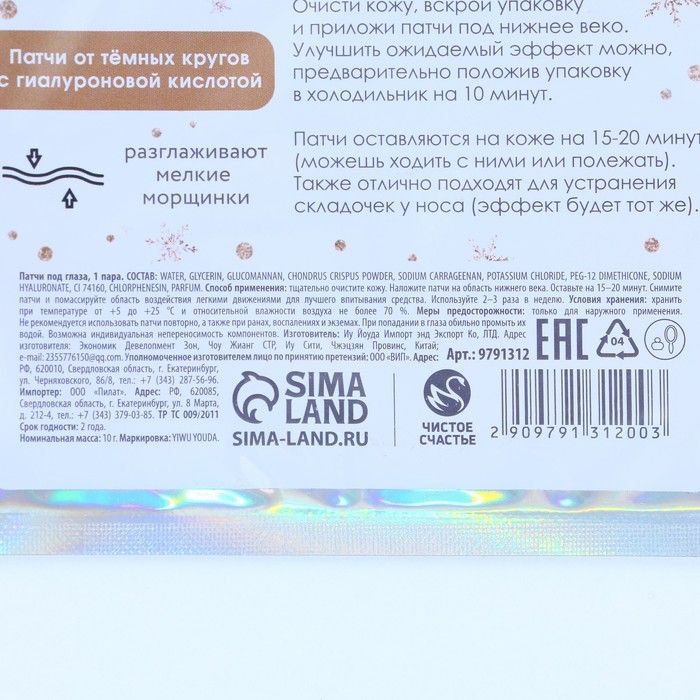 Очисти кожу, вскрой упаковку
и приложи патчи под нижнее веко.
Улучшить ожидаемый эффект можно,
предварительно положив упаковку
в холодильник на 10 минут.
Патчи от тёмных кругов
с гиалуроновой кислотой
разглаживают
мелкие
морщинки
Патчи оставляются на коже на 15-20 минут
(можешь ходить с ними или полежать).
Также отлично подходят для устранения
складочек у носа (эффект будет тот же).
Патчи под глаза, 1 пара. СОСТАВ: WATER, GLYCERIN, GLUCOMANNAN, CHONDRUS CRISPUS POWDER, SODIUM CARRAGEENAN, POTASSIUM CHLORIDE, PEG-12 DIMETHICONE, SODIUM
HYALURONATE, CI 74160, CHLORPHENESIN, PARFUM. Способ применения: тщательно очистите кожу. Наложите патчи на область нижнего века. Оставьте на 15–20 минут. Снимите
патчи и помассируйте область воздействия легкими движениями для лучшего впитывания средства. Используйте 2–3 раза в неделю. Условия хранения: хранить
при температуре от +5 до +25 °С и относительной влажности воздуха не более 70 %. Меры предосторожности: только для наружного применения.
Не рекомендуется использовать патчи повторно, а также при ранах, воспалениях и экземах. При попадании в глаза обильно промыть их
водой. Возможна индивидуальная непереносимость компонентов. Изготовитель: Иу Йоуда Импорт энд Экспорт Ко, ЛТД. Адрес
изготовителя: Экономик Девелопмент Зон, Чоу Жианг СТР, Иу Сити, Чжэцзян Провинс, Китай;
e-mail: 2355776150@qq.com. Уполномоченное изготовителем лицо по принятию претензий: ООО «ВИП». Адрес:
РФ, 620010, Свердловская область, г. Екатеринбург,
ул. Черняховского, 86/8, тел.: +7 (343) 287-56-96.
Импортер: ООО «Пилат». Адрес: РФ, 620085,
Свердловская область, г. Екатеринбург, ул. 8 Марта,
д. 212-4, тел.: +7 (343) 379-03-85. ТР ТС 009/2011
Срок годности: 2 года.
Номинальная масса: 10 г. Маркировка: YIWU YOUDA.
Арт.: 9791312
EAC
04
SIMA
LAND
SIMA-LAND.RU
ЧИСТОЕ
СЧАСТЬЕ
2 909791 312003